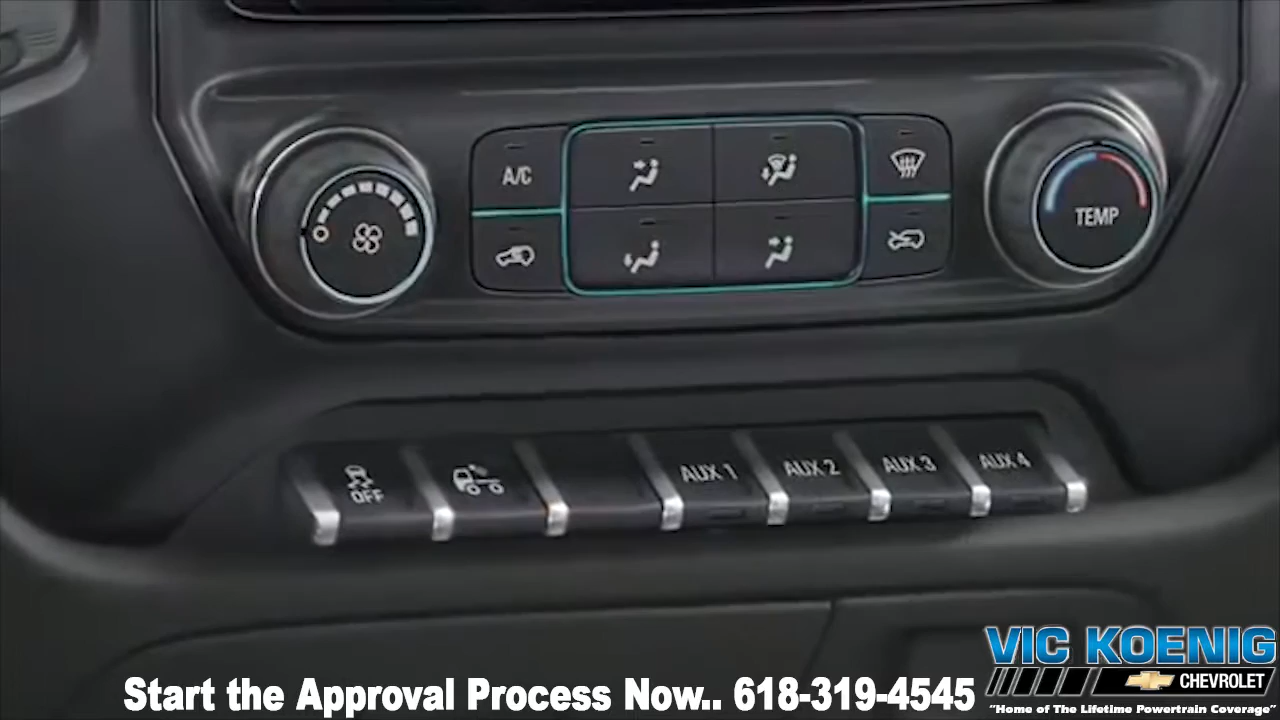 A/C
TEMP
OFF
AUX 1
AUX 2
AUX 3
AUX 4
Start the Approval Process Now.. 618-319-4545
VIC KOENIG
CHEVROLET
"Home of The Lifetime Powertrain Coverage"